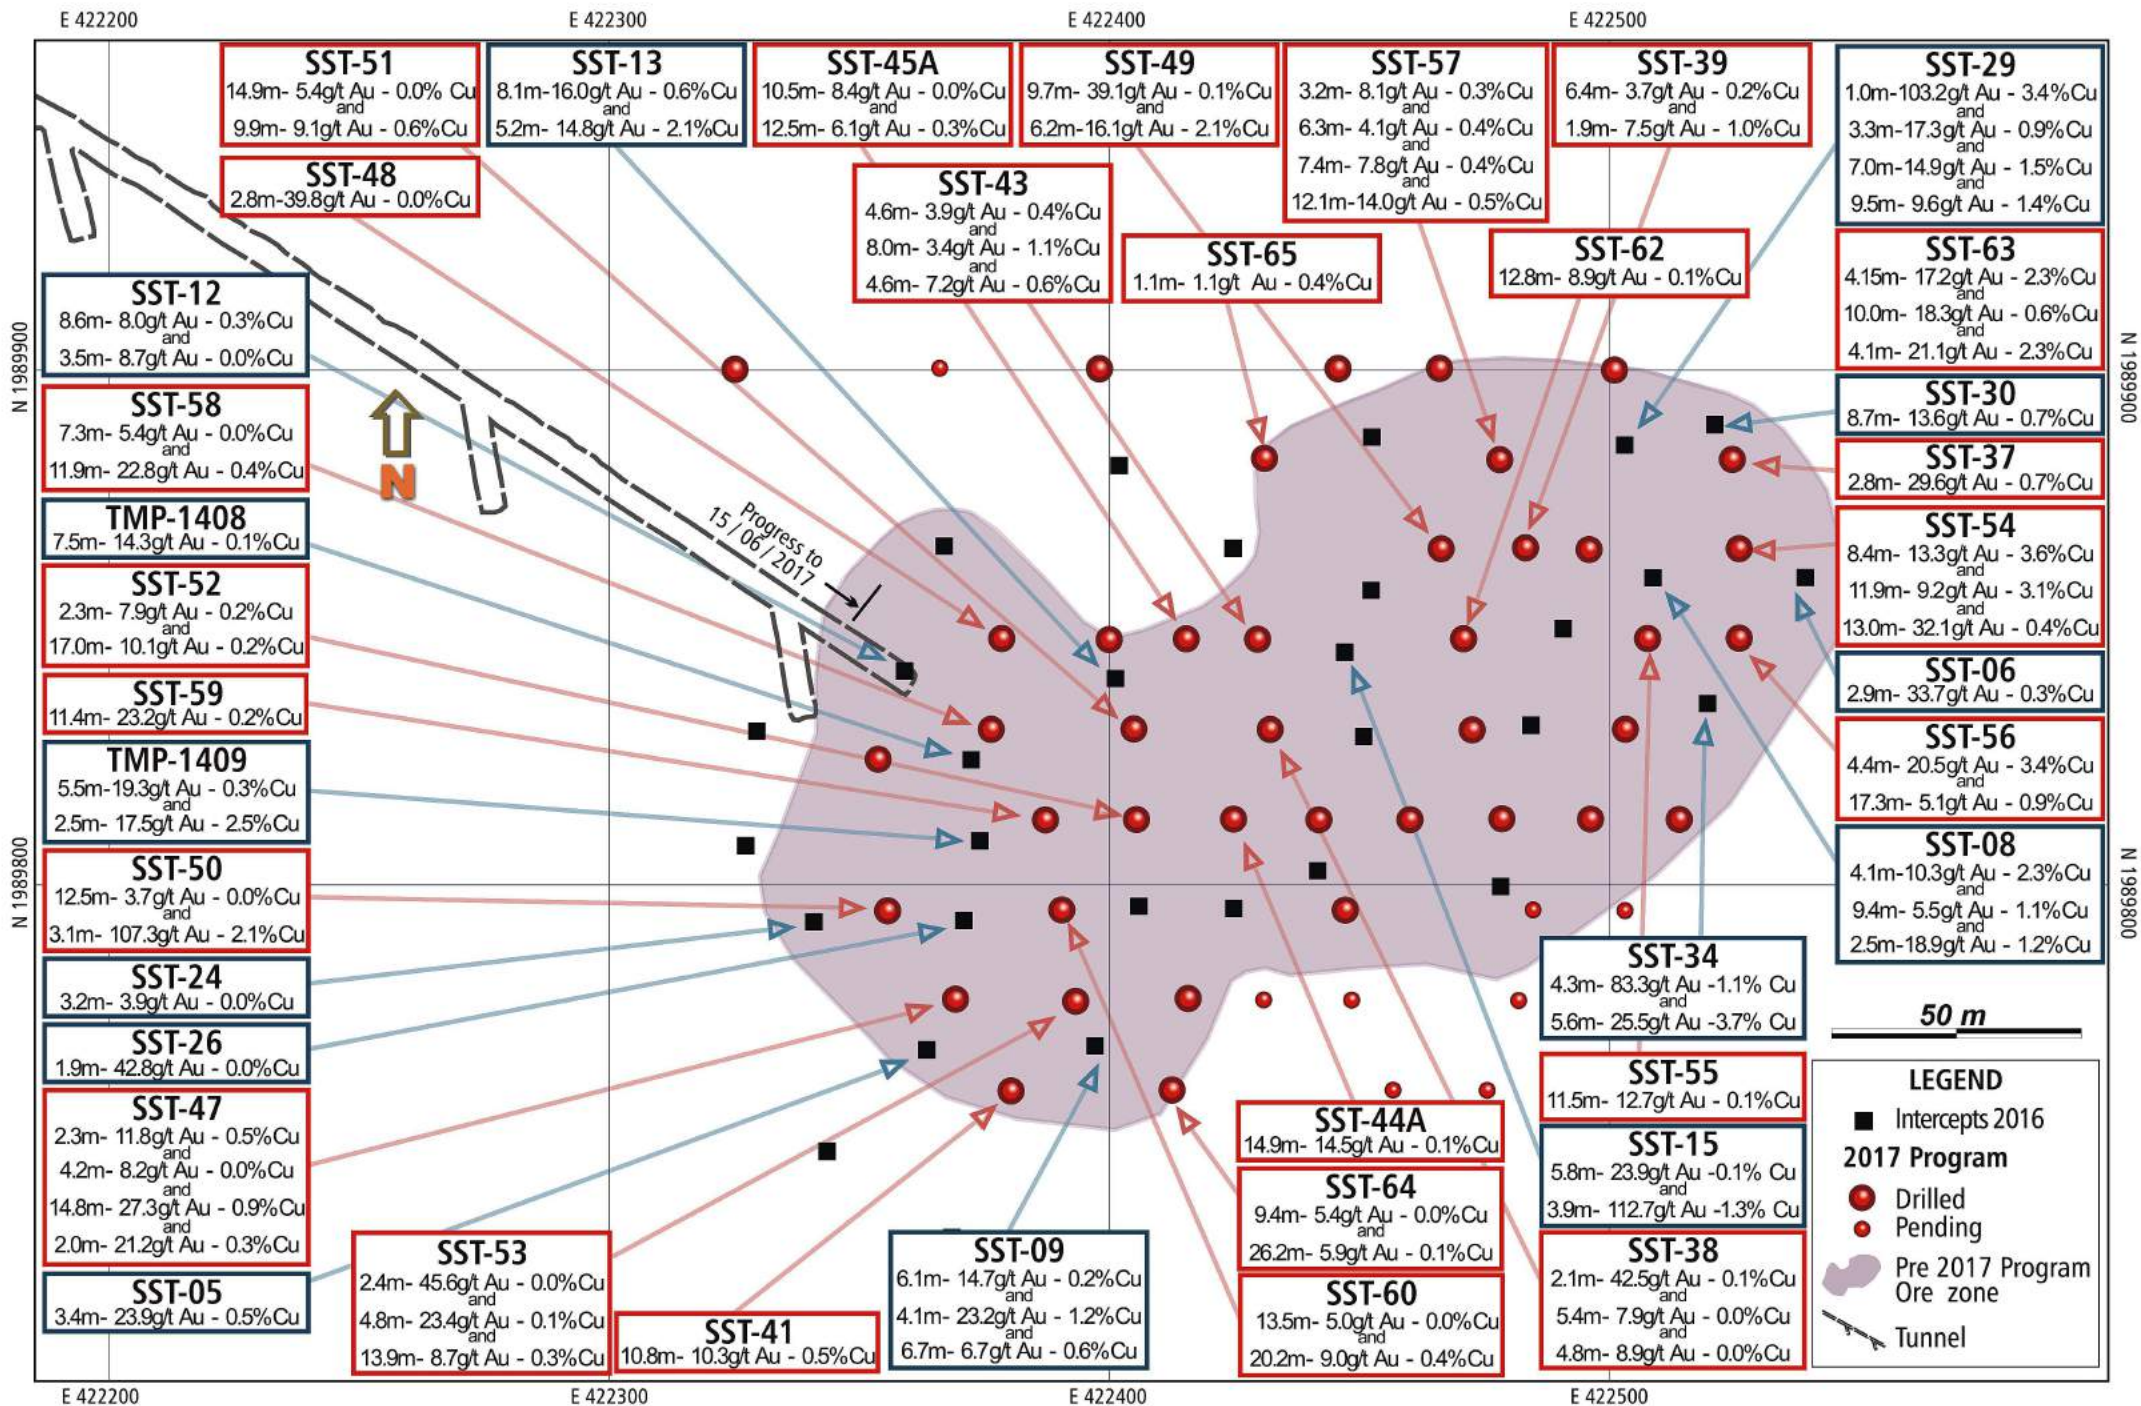 E 422200
E 422300
E 422400
E 422500
SST-51
14.9m- 5.4g/t Au - 0.0% Cu
and
9.9m- 9.1g/t Au - 0.6%Cu
SST-13
8.1m-16.0g/t Au - 0.6%Cu
and
5.2m- 14.8g/t Au - 2.1%Cu
SST-45A
10.5m- 8.4g/t Au - 0.0%Cu
and
12.5m- 6.1g/t Au - 0.3%Cu
SST-49
9.7m- 39.1g/t Au - 0.1%Cu
and
6.2m-16.1g/t Au - 2.1%Cu
SST-57
3.2m- 8.1g/t Au - 0.3%Cu
and
6.3m- 4.1g/t Au - 0.4%Cu
and
7.4m- 7.8g/t Au - 0.4%Cu
and
12.1m-14.0g/t Au - 0.5%Cu
SST-39
6.4m- 3.7g/t Au - 0.2%Cu
and
1.9m- 7.5g/t Au - 1.0%Cu
SST-29
1.0m-103.2g/t Au - 3.4%Cu
and
3.3m-17.3g/t Au - 0.9%Cu
and
7.0m-14.9g/t Au - 1.5%Cu
and
9.5m- 9.6g/t Au - 1.4%Cu
SST-48
2.8m-39.8g/t Au - 0.0%Cu
SST-43
4.6m- 3.9g/t Au - 0.4%Cu
and
8.0m- 3.4g/t Au - 1.1%Cu
and
4.6m- 7.2g/t Au - 0.6%Cu
SST-65
1.1m- 1.1g/t Au - 0.4%Cu
SST-62
12.8m- 8.9g/t Au - 0.1%Cu
SST-63
4.15m- 17.2g/t Au - 2.3%Cu
and
10.0m- 18.3g/t Au - 0.6%Cu
and
4.1m- 21.1g/t Au - 2.3%Cu
SST-12
8.6m- 8.0g/t Au - 0.3%Cu
and
3.5m- 8.7g/t Au - 0.0%Cu
N 1989900
N 1989900
SST-30
8.7m- 13.6g/t Au - 0.7%Cu
SST-58
7.3m- 5.4g/t Au - 0.0%Cu
and
11.9m- 22.8g/t Au - 0.4%Cu
N
SST-37
2.8m- 29.6g/t Au - 0.7%Cu
TMP-1408
7.5m- 14.3g/t Au - 0.1%Cu
Progress to
15 / 06 / 2017
SST-54
8.4m- 13.3g/t Au - 3.6%Cu
and
11.9m- 9.2g/t Au - 3.1%Cu
and
13.0m- 32.1g/t Au - 0.4%Cu
SST-52
2.3m- 7.9g/t Au - 0.2%Cu
and
17.0m- 10.1g/t Au - 0.2%Cu
SST-06
2.9m- 33.7g/t Au - 0.3%Cu
SST-59
11.4m- 23.2g/t Au - 0.2%Cu
SST-56
4.4m- 20.5g/t Au - 3.4%Cu
and
17.3m- 5.1g/t Au - 0.9%Cu
TMP-1409
5.5m-19.3g/t Au - 0.3%Cu
and
2.5m- 17.5g/t Au - 2.5%Cu
SST-08
4.1m-10.3g/t Au - 2.3%Cu
and
9.4m- 5.5g/t Au - 1.1%Cu
and
2.5m-18.9g/t Au - 1.2%Cu
N 1989800
N 1989800
SST-50
12.5m- 3.7g/t Au - 0.0%Cu
and
3.1m- 107.3g/t Au - 2.1%Cu
SST-24
3.2m- 3.9g/t Au - 0.0%Cu
SST-34
4.3m- 83.3g/t Au -1.1% Cu
and
5.6m- 25.5g/t Au -3.7% Cu
50 m
SST-26
1.9m- 42.8g/t Au - 0.0%Cu
SST-55
11.5m- 12.7g/t Au - 0.1%Cu
SST-47
2.3m- 11.8g/t Au - 0.5%Cu
and
4.2m- 8.2g/t Au - 0.0%Cu
and
14.8m- 27.3g/t Au - 0.9%Cu
and
2.0m- 21.2g/t Au - 0.3%Cu
SST-44A
14.9m- 14.5g/t Au - 0.1%Cu
SST-15
5.8m- 23.9g/t Au -0.1% Cu
and
3.9m- 112.7g/t Au -1.3% Cu
SST-64
9.4m- 5.4g/t Au - 0.0%Cu
and
26.2m- 5.9g/t Au - 0.1%Cu
SST-05
3.4m- 23.9g/t Au - 0.5%Cu
SST-53
2.4m- 45.6g/t Au - 0.0%Cu
and
4.8m- 23.4g/t Au - 0.1%Cu
and
13.9m- 8.7g/t Au - 0.3%Cu
SST-41
10.8m- 10.3g/t Au - 0.5%Cu
SST-09
6.1m- 14.7g/t Au - 0.2%Cu
and
4.1m- 23.2g/t Au - 1.2%Cu
and
6.7m- 6.7g/t Au - 0.6%Cu
SST-60
13.5m- 5.0g/t Au - 0.0%Cu
and
20.2m- 9.0g/t Au - 0.4%Cu
SST-38
2.1m- 42.5g/t Au - 0.1%Cu
and
5.4m- 7.9g/t Au - 0.0%Cu
and
4.8m- 8.9g/t Au - 0.0%Cu
LEGEND
Intercepts 2016
2017 Program
Drilled
Pending
Pre 2017 Program
Ore zone
Tunnel
E 422200
E 422300
E 422400
E 422500